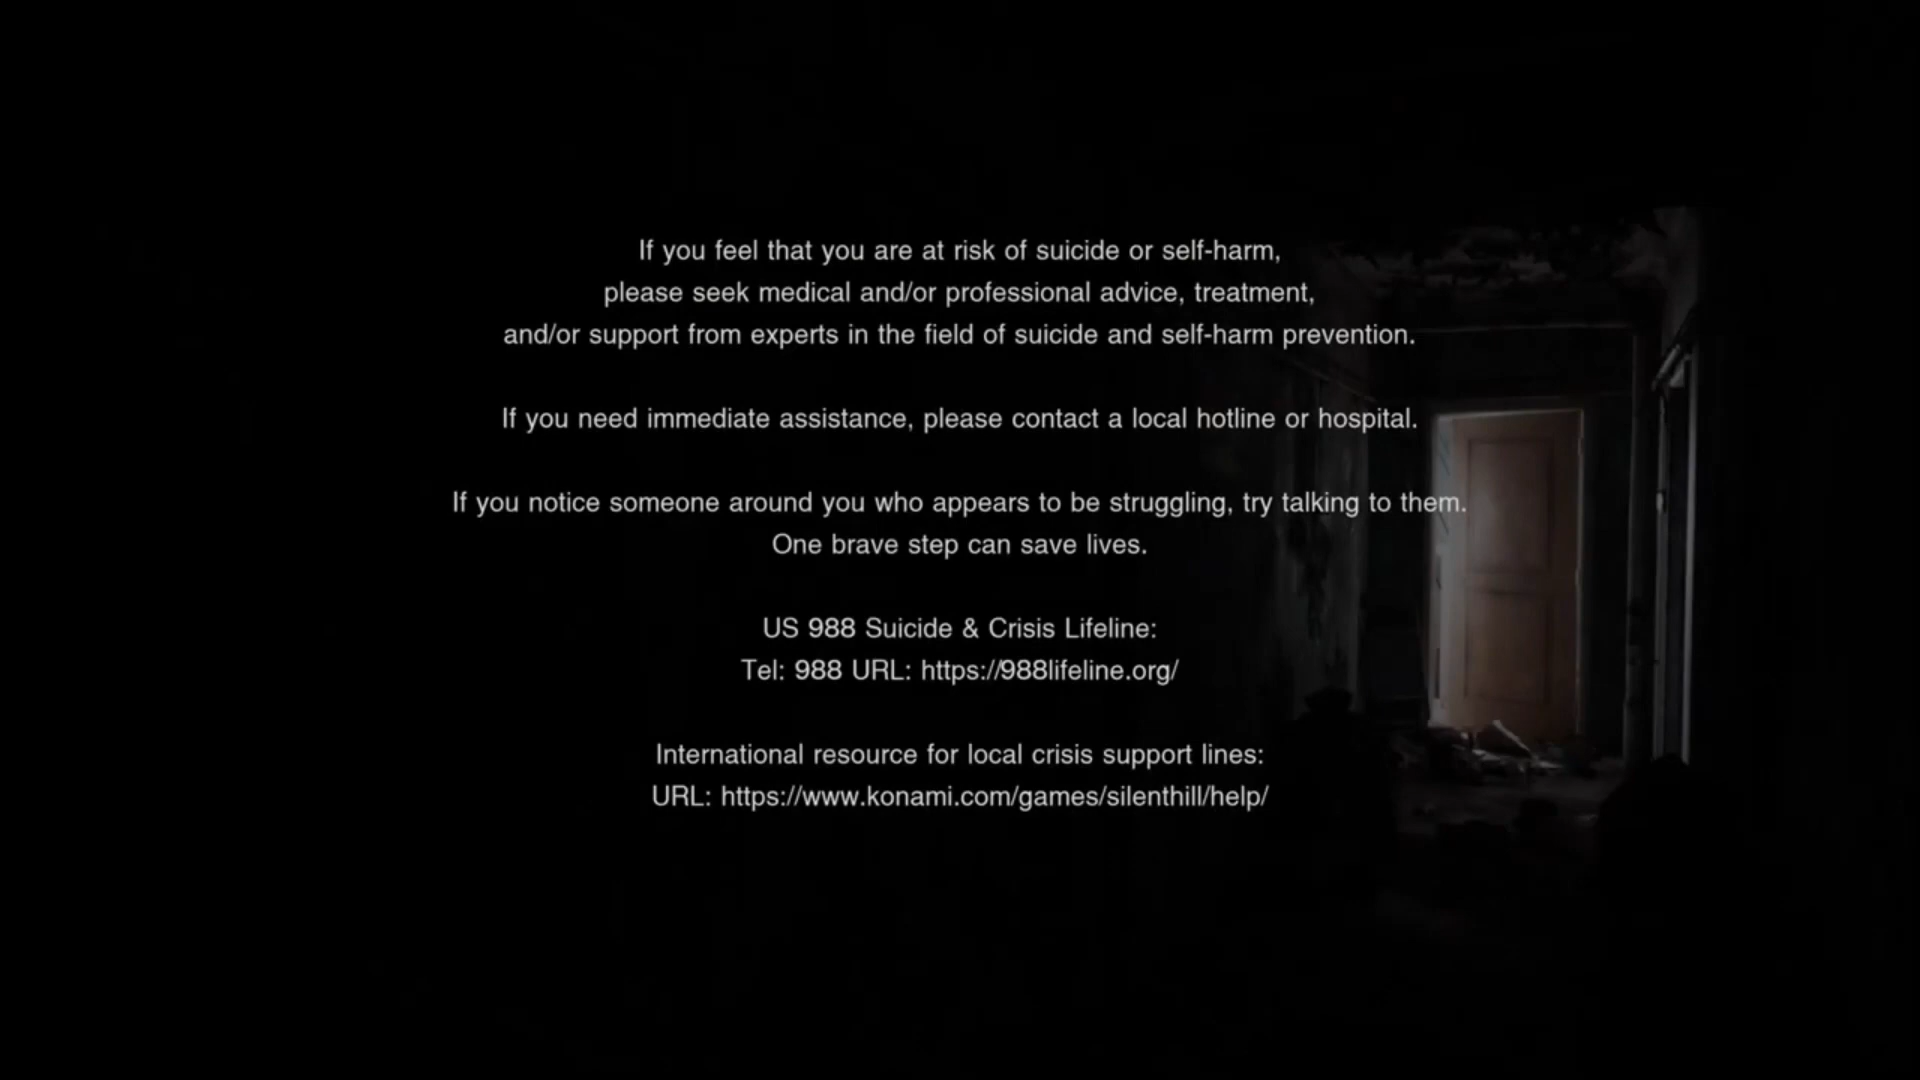 If you feel that you are at risk of suicide or self-harm,
please seek medical and/or professional advice, treatment,
and/or support from experts in the field of suicide and self-harm prevention.
If you need immediate assistance, please contact a local hotline or hospital.
If you notice someone around you who appears to be struggling, try talking to them.
One brave step can save lives.
US 988 Suicide & Crisis Lifeline:
Tel: 988 URL: https://988lifeline.org/
International resource for local crisis support lines:
URL: https://www.konami.com/games/silenthill/help/